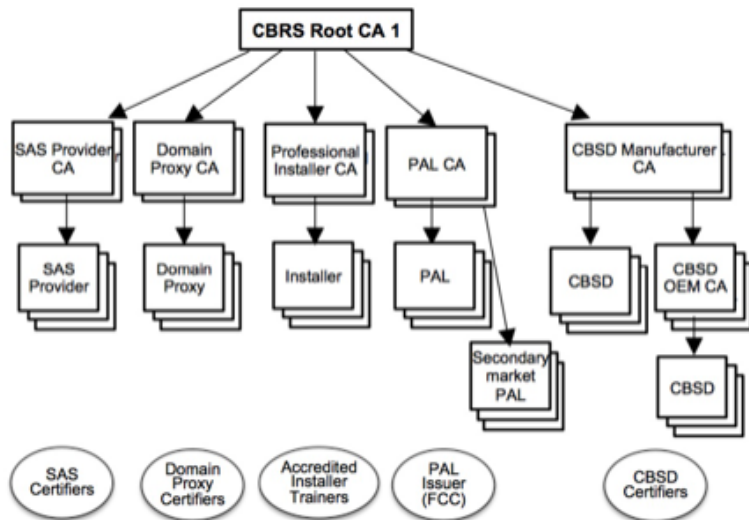 CBRS Root CA 1
SAS Provider
CA
Domain
Proxy CA
Professional
Installer CA
PAL CA
CBSD Manufacturer
CA
SAS
Provider
Domain
Proxy
Installer
PAL
CBSD
CBSD
OEM CA
Secondary
market
PAL
CBSD
SAS
Certifiers
Domain
Proxy
Certifiers
Accredited
Installer
Trainers
PAL
Issuer
(FCC)
CBSD
Certifiers